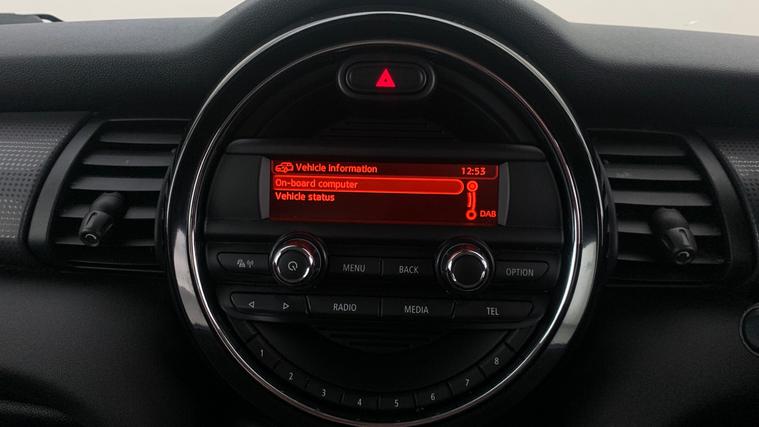 Vehicle information 12:53
On-board computer
Vehicle status
DAB
MENU BACK OPTION
RADIO MEDIA TEL
1 2 3 4 5 6 7 8